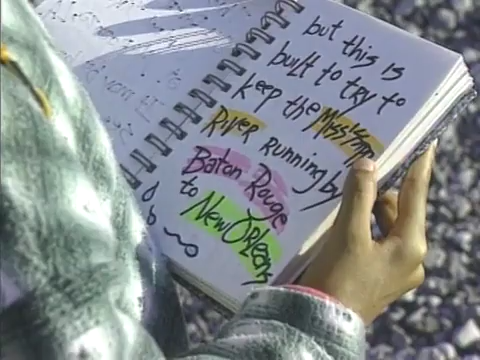 but this is
built to try to
keep the Mississippi
River running by
Baton Rouge
to New Orleans